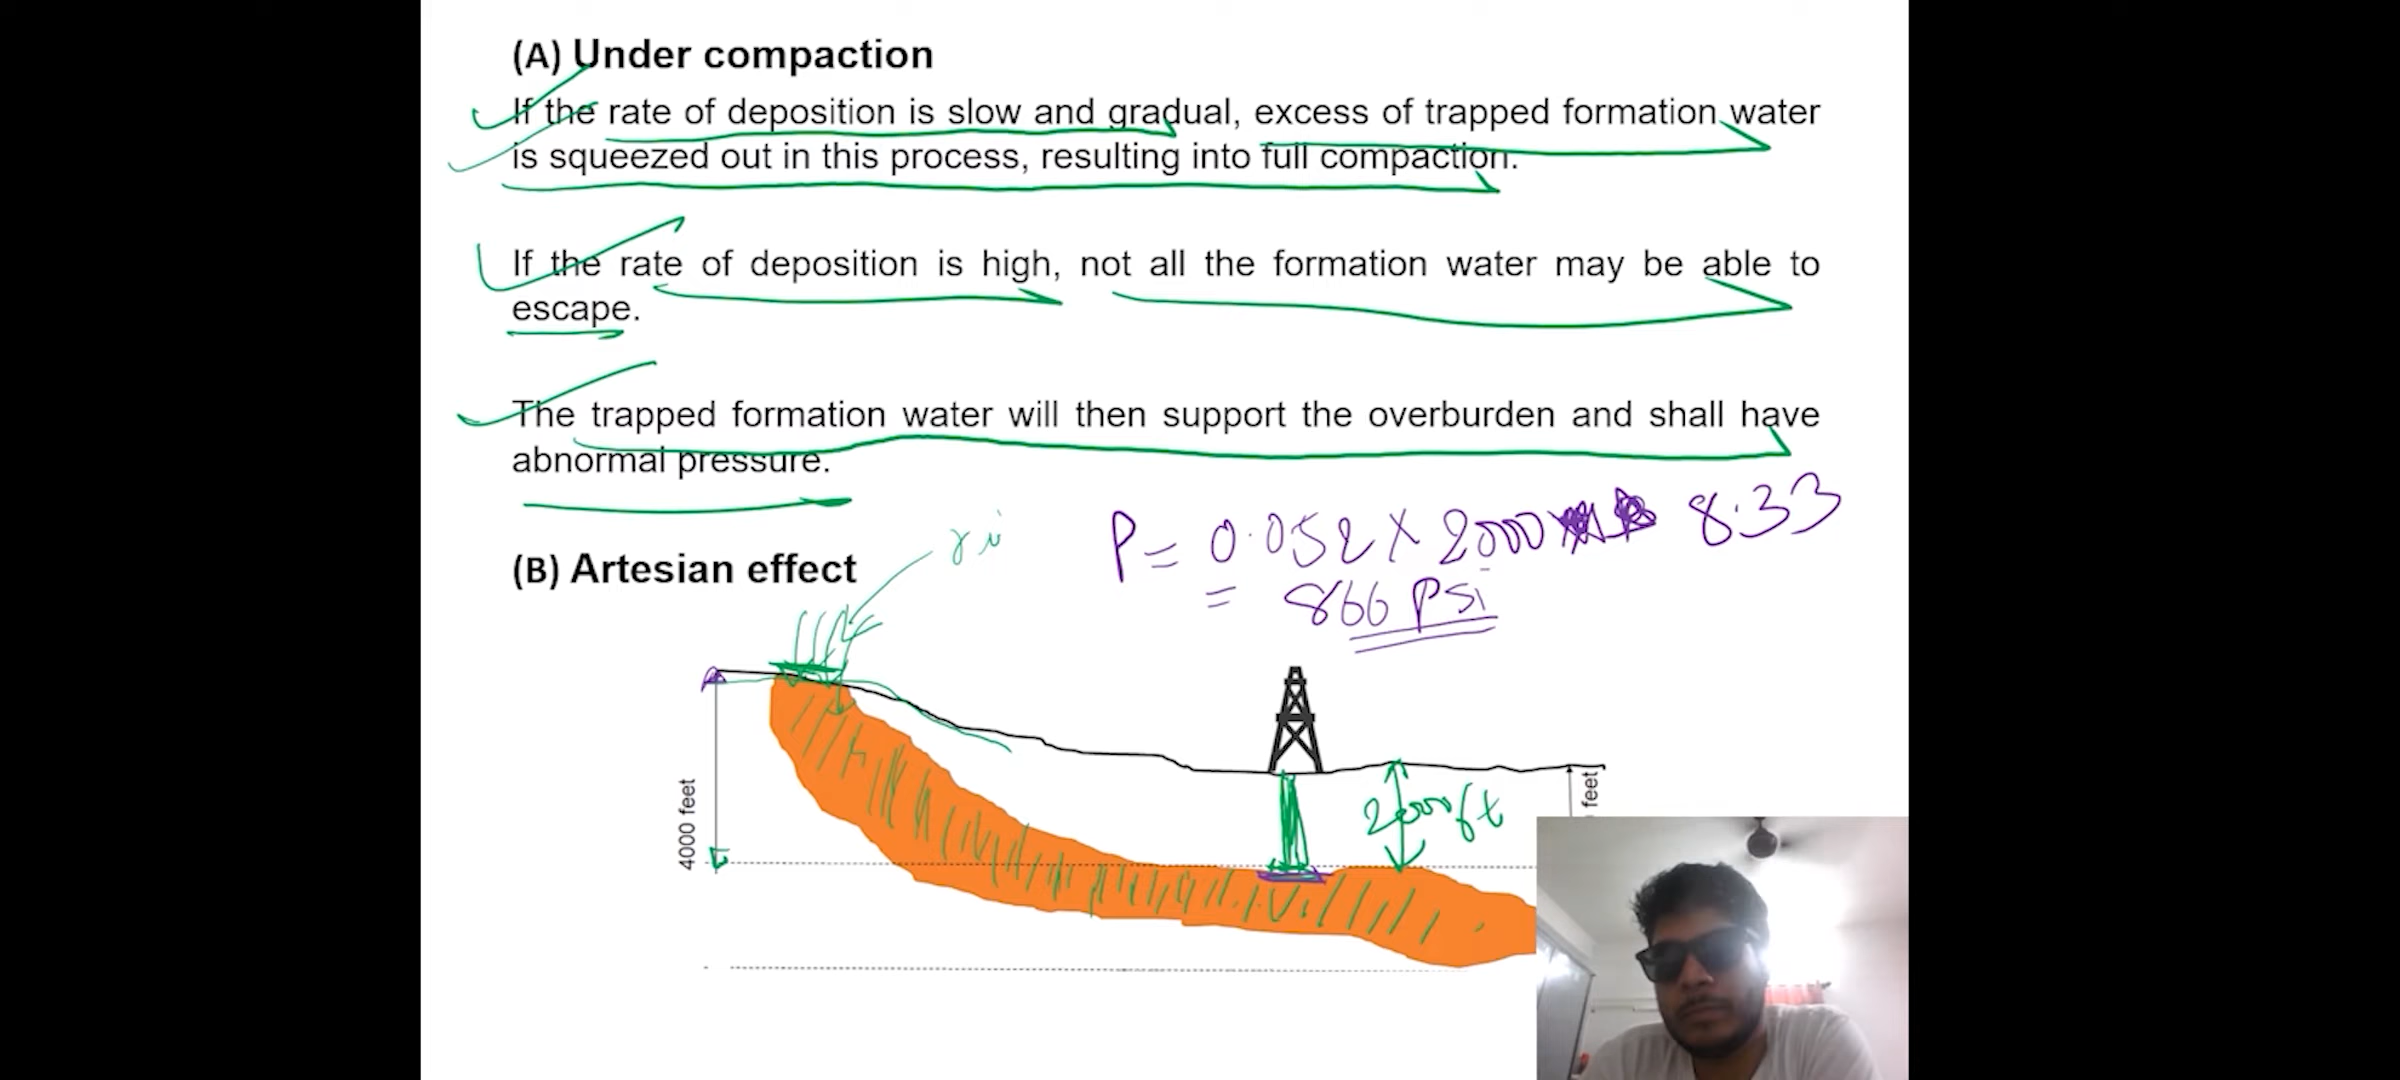 (A) Under compaction
If the rate of deposition is slow and gradual, excess of trapped formation water
is squeezed out in this process, resulting into full compaction.
If the rate of deposition is high, not all the formation water may be able to
escape.
The trapped formation water will then support the overburden and shall have
abnormal pressure.
P = 0.052 X 2000 8.33
= 866 PSi
(B) Artesian effect
4000 feet
2000ft
feet